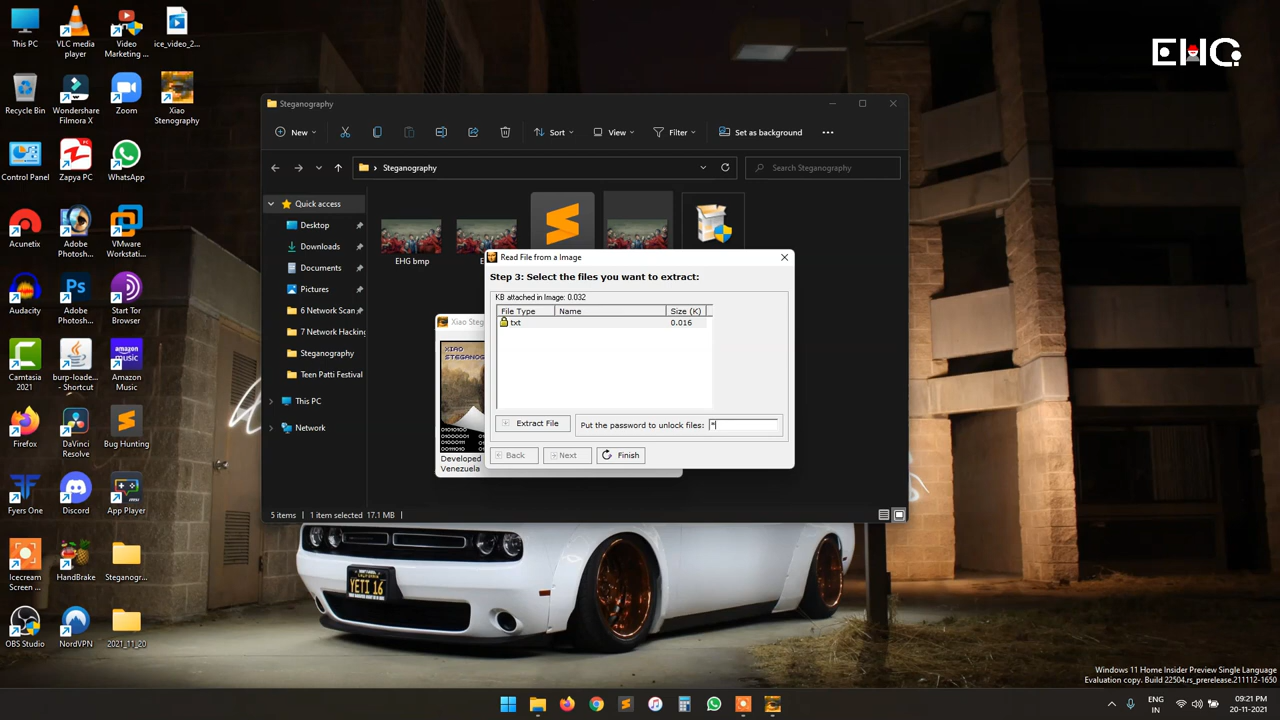 This PC
VLC media player
Video Marketing ...
ice_video_2...
Recycle Bin
Wondershare Filmora X
Zoom
Xiao Stenography
Control Panel
Zapya PC
WhatsApp
Acunetix
Adobe Photosh...
VMware Workstati...
Audacity
Adobe Photosh...
Start Tor Browser
Camtasia 2021
burp-loade... - Shortcut
Amazon Music
Firefox
DaVinci Resolve
Bug Hunting
Fyers One
Discord
App Player
Icecream Screen ...
HandBrake
Steganogr...
OBS Studio
NordVPN
2021_11_20
EHG
Steganography
New
Sort
View
Filter
Set as background
Steganography
Search Steganography
Quick access
Desktop
Downloads
Documents
Pictures
6 Network Scan
7 Network Hacking
Steganography
Teen Patti Festival
This PC
Network
EHG bmp
5 items
1 item selected 17.1 MB
Xiao Steg
XIAO
STEGANOG
Developed
Venezuela
Read File from a Image
Step 3: Select the files you want to extract:
KB attached in Image: 0.032
File Type Name Size (K)
txt 0.016
Extract File
Put the password to unlock files: *
Back Next Finish
YETI 16
Windows 11 Home Insider Preview Single Language
Evaluation copy. Build 22504.rs_prerelease.211112-1650
ENG
IN
09:21 PM
20-11-2021